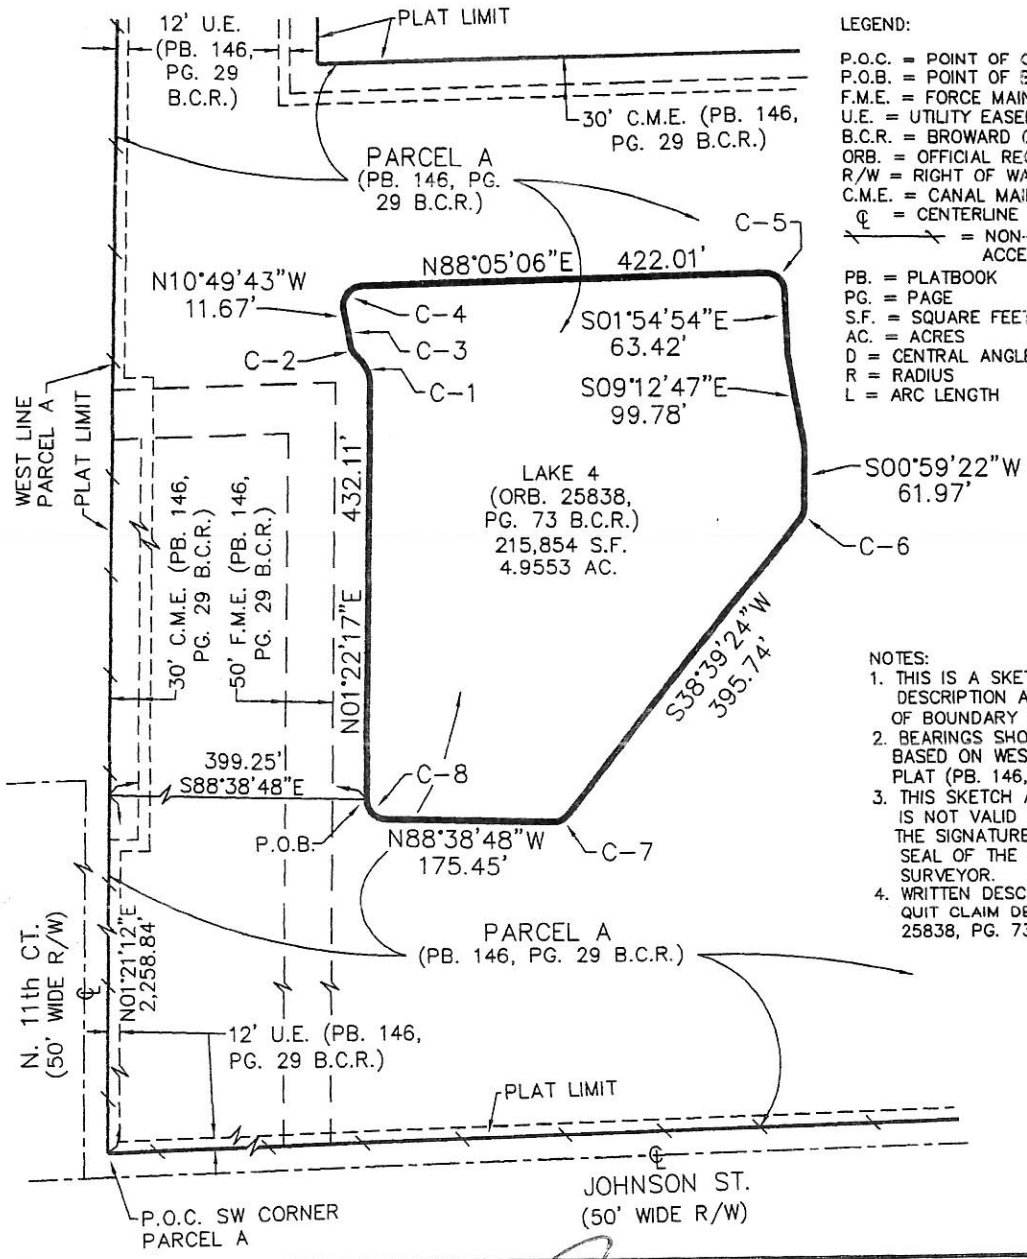 12' U.E.
(PB. 146,
PG. 29
B.C.R.)
PLAT LIMIT
30' C.M.E. (PB. 146,
PG. 29 B.C.R.)
PARCEL A
(PB. 146, PG.
29 B.C.R.)
C-5
N88°05'06"E 422.01'
N10°49'43"W
11.67'
C-4
C-3
C-2
C-1
S01°54'54"E
63.42'
S09°12'47"E
99.78'
S00°59'22"W
61.97'
C-6
WEST LINE
PARCEL A
PLAT LIMIT
LAKE 4
(ORB. 25838,
PG. 73 B.C.R.)
215,854 S.F.
4.9553 AC.
30' C.M.E. (PB. 146,
PG. 29 B.C.R.)
50' F.M.E. (PB. 146,
PG. 29 B.C.R.)
N01°22'17"E 432.11'
S38°39'24"W
395.74'
399.25'
S88°38'48"E
C-8
P.O.B.
N88°38'48"W
175.45'
C-7
PARCEL A
(PB. 146, PG. 29 B.C.R.)
N. 11th CT.
(50' WIDE R/W)
N01°21'12"E
2,258.84'
12' U.E. (PB. 146,
PG. 29 B.C.R.)
PLAT LIMIT
JOHNSON ST.
(50' WIDE R/W)
P.O.C. SW CORNER
PARCEL A
LEGEND:
P.O.C. = POINT OF
P.O.B. = POINT OF
F.M.E. = FORCE MAIN
U.E. = UTILITY EASE
B.C.R. = BROWARD
ORB. = OFFICIAL REC
R/W = RIGHT OF WA
C.M.E. = CANAL MAI
℄ = CENTERLINE
= NON-
ACCE
PB. = PLATBOOK
PG. = PAGE
S.F. = SQUARE FEET
AC. = ACRES
D = CENTRAL ANGLE
R = RADIUS
L = ARC LENGTH
NOTES:
1. THIS IS A SKET
DESCRIPTION A
OF BOUNDARY
2. BEARINGS SHO
BASED ON WES
PLAT (PB. 146,
3. THIS SKETCH A
IS NOT VALID
THE SIGNATURE
SEAL OF THE
SURVEYOR.
4. WRITTEN DESC
QUIT CLAIM DE
25838, PG. 73